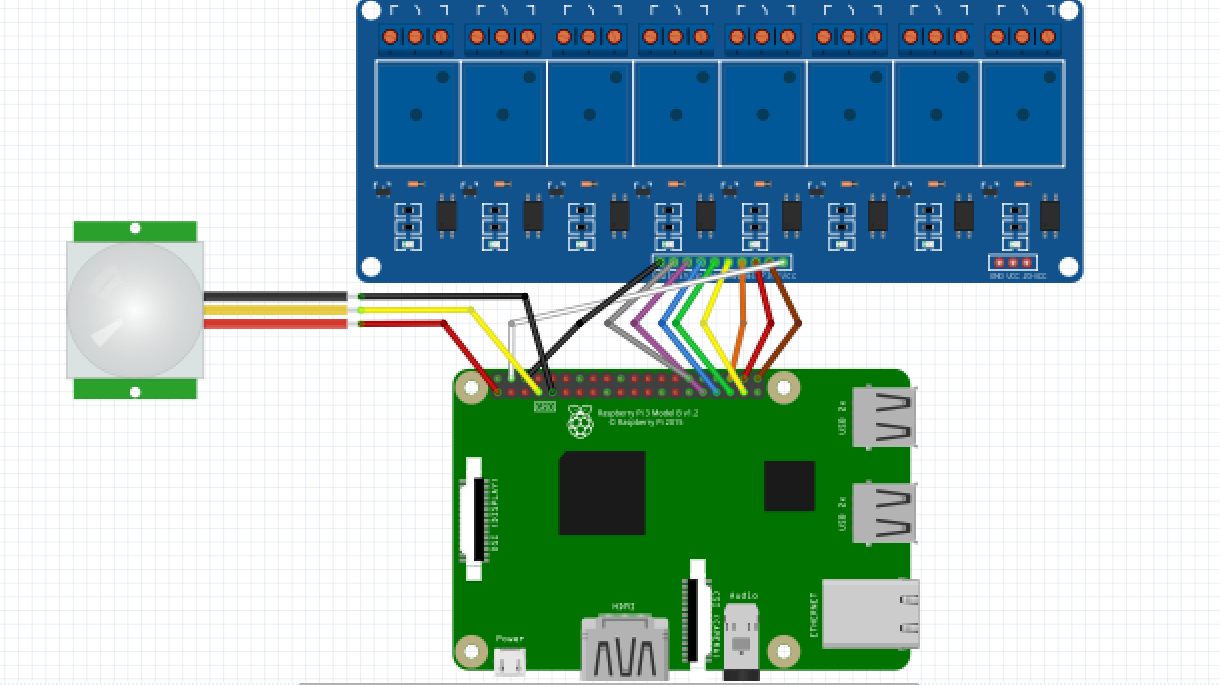 GND VCC JD-VCC
GPIO
Raspberry Pi 3 Model B v1.2
© Raspberry Pi 2015
USB 2x
DSI (DISPLAY)
USB 2x
HDMI
Audio
CSI (CAMERA)
ETHERNET
Power